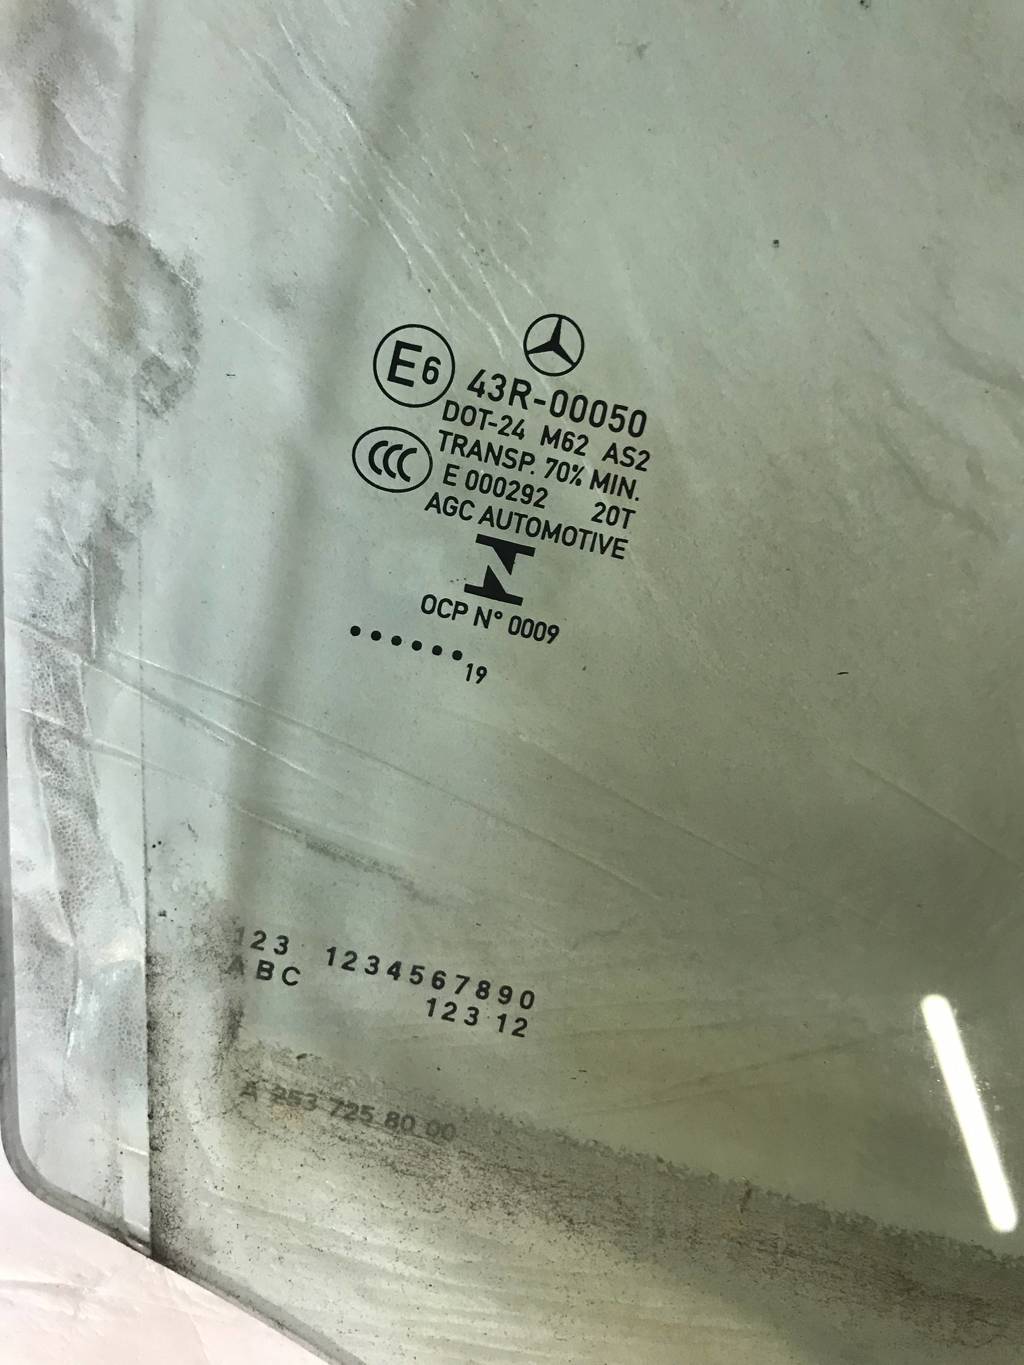 E6
43R-00050
DOT-24 M62 AS2
CCC
TRANSP. 70% MIN.
E 000292 20T
AGC AUTOMOTIVE
OCP N° 0009
......19
123 1234567890
ABC 123 12
A 253 725 80 00